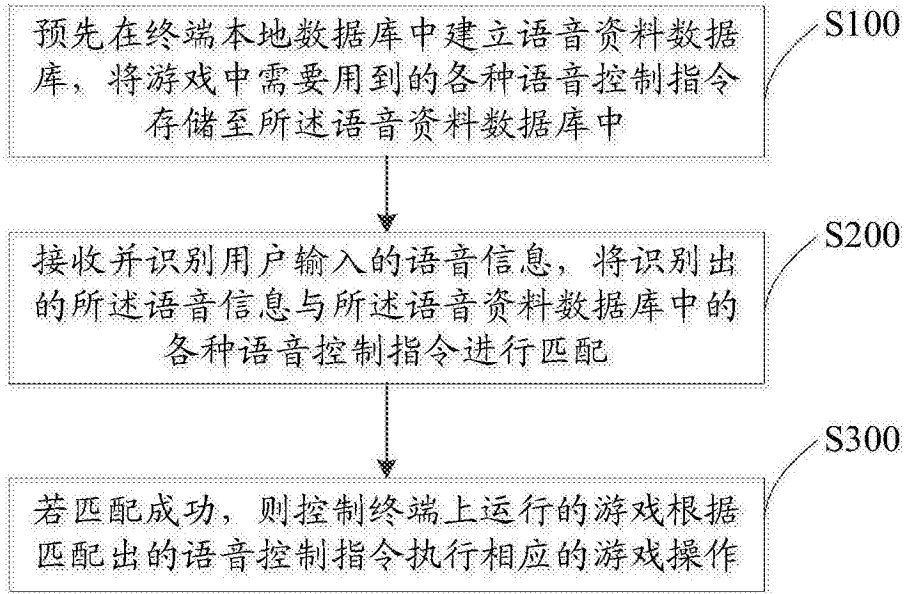 预先在终端本地数据库中建立语音资料数据
库，将游戏中需要用到的各种语音控制指令
存储至所述语音资料数据库中
S100
接收并识别用户输入的语音信息，将识别出
的所述语音信息与所述语音资料数据库中的
各种语音控制指令进行匹配
S200
若匹配成功，则控制终端上运行的游戏根据
匹配出的语音控制指令执行相应的游戏操作
S300